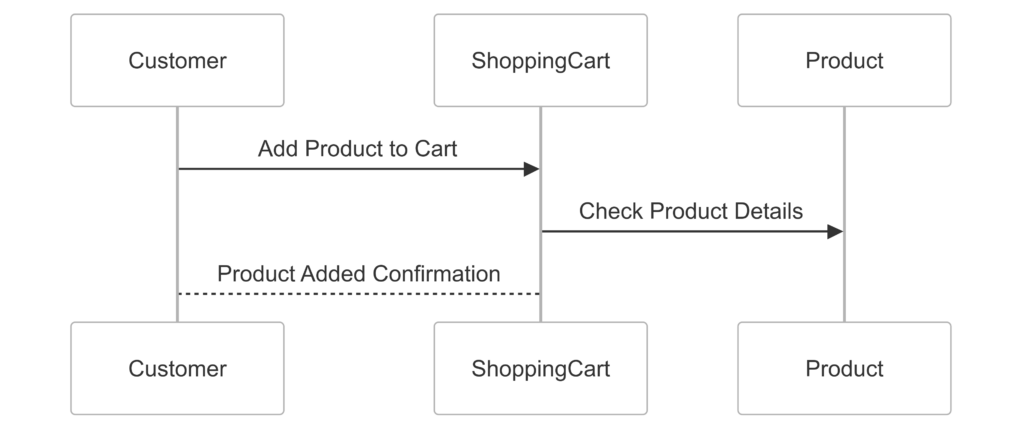 Customer
ShoppingCart
Product
Add Product to Cart
Check Product Details
Product Added Confirmation
Customer
ShoppingCart
Product